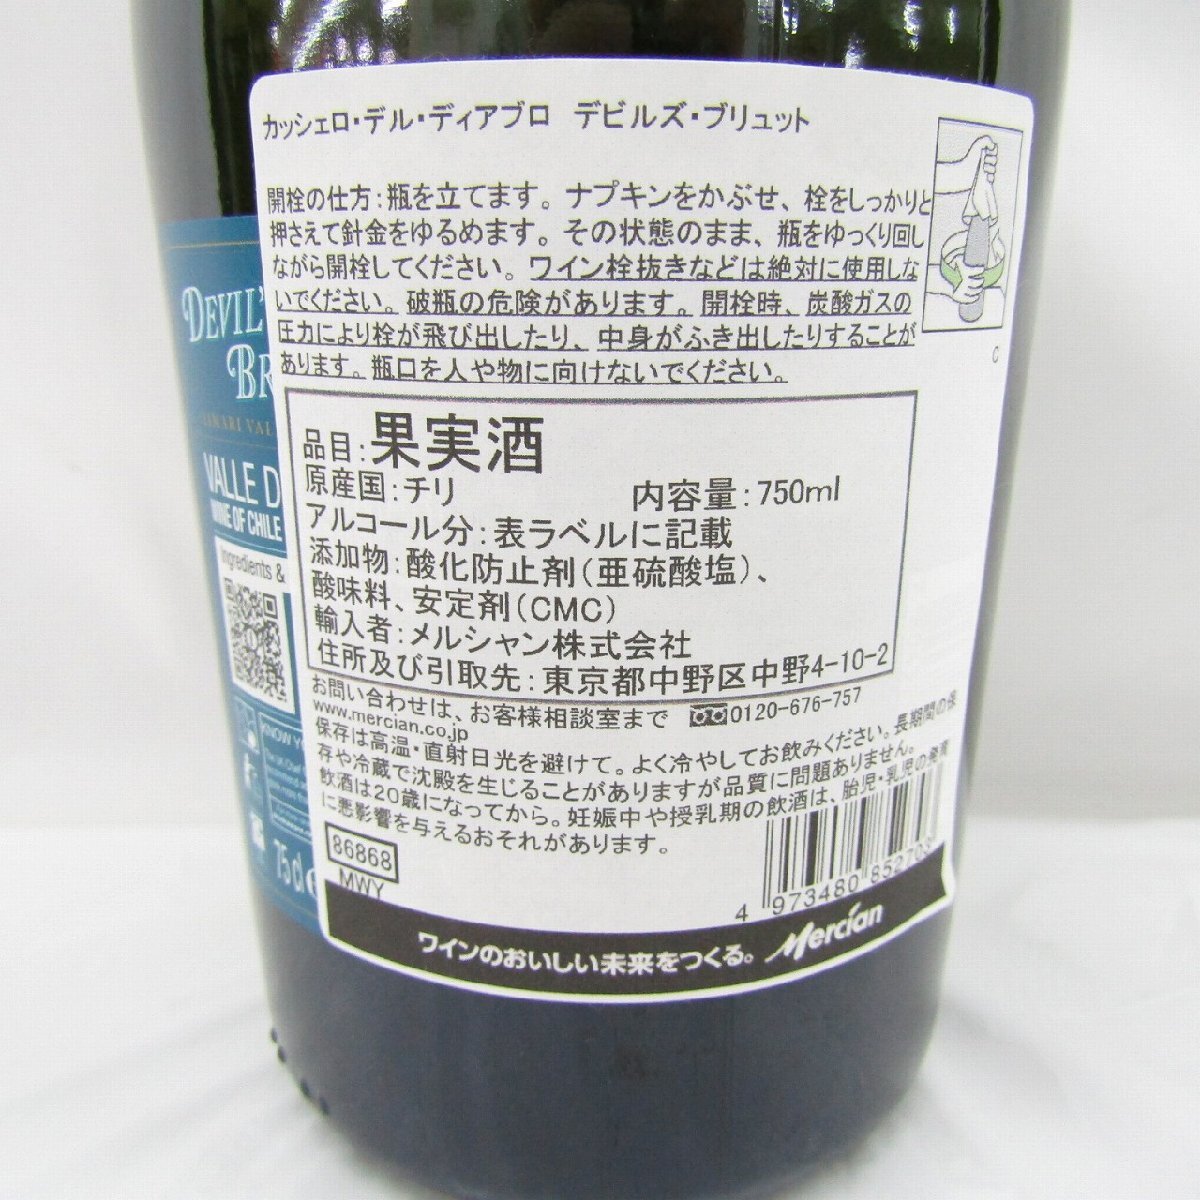 カッシェロ・デル・ディアブロ デビルズ・ブリュット
開栓の仕方:瓶を立てます。ナプキンをかぶせ、栓をしっかりと
押さえて針金をゆるめます。その状態のまま、瓶をゆっくり回し
ながら開栓してください。ワイン栓抜きなどは絶対に使用しな
いでください。破瓶の危険があります。開栓時、炭酸ガスの
圧力により栓が飛び出したり、中身がふき出したりすることが
あります。瓶口を人や物に向けないでください。
C
品目:果実酒
原産国:チリ 内容量:750ml
アルコール分:表ラベルに記載
添加物:酸化防止剤(亜硫酸塩)、
酸味料、安定剤(CMC)
輸入者:メルシャン株式会社
住所及び引取先:東京都中野区中野4-10-2
お問い合わせは、お客様相談室まで 0120-676-757
www.mercian.co.jp
保存は高温・直射日光を避けて。よく冷やしてお飲みください。長期間の保
存や冷蔵で沈殿を生じることがありますが品質に問題ありません。
飲酒は20歳になってから。妊娠中や授乳期の飲酒は、胎児・乳児の発育
に悪影響を与えるおそれがあります。
86868
MWY
4 973480 852703
ワインのおいしい未来をつくる。 Mercian
DEVIL'
BR
VALLE D
WINE OF CHILE
Ingredients &
75cl e